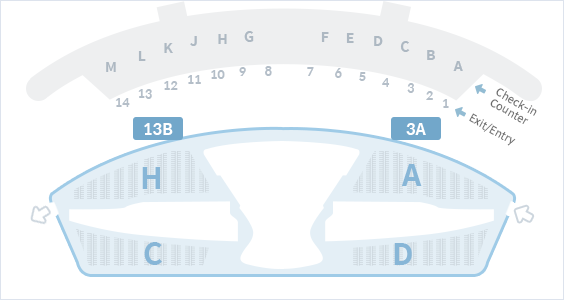 M L K J H G F E D C B A
14 13 12 11 10 9 8 7 6 5 4 3 2 1
Check-in
Counter
Exit/Entry
13B 3A
H A
C D